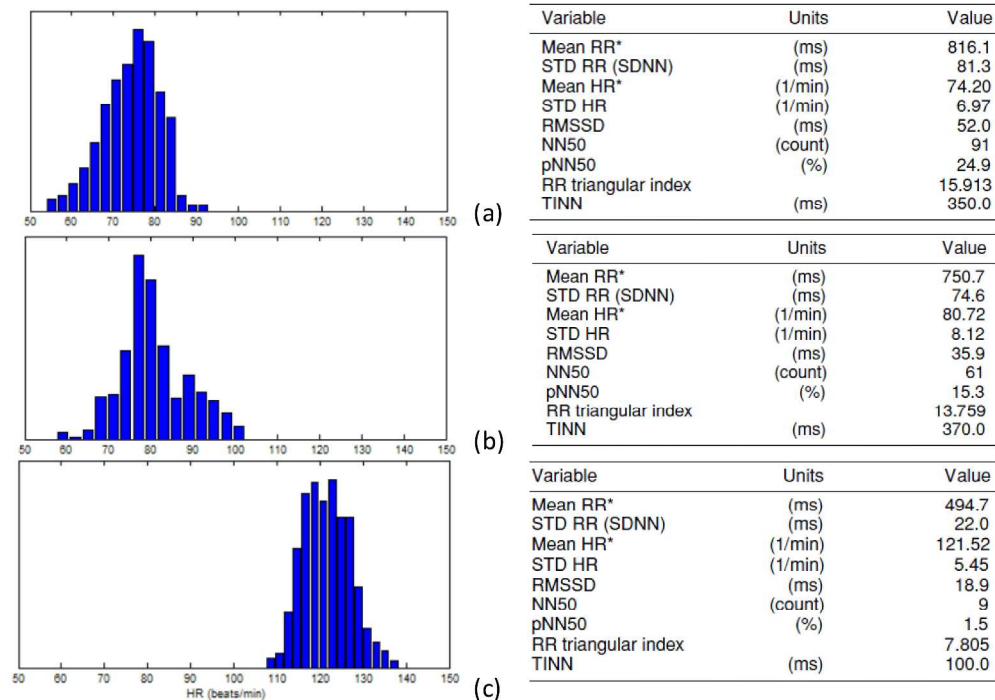 50 60 70 80 90 100 110 120 130 140 150
(a)
Variable Units Value
Mean RR* (ms) 816.1
STD RR (SDNN) (ms) 81.3
Mean HR* (1/min) 74.20
STD HR (1/min) 6.97
RMSSD (ms) 52.0
NN50 (count) 91
pNN50 (%) 24.9
RR triangular index 15.913
TINN (ms) 350.0
50 60 70 80 90 100 110 120 130 140 150
(b)
Variable Units Value
Mean RR* (ms) 750.7
STD RR (SDNN) (ms) 74.6
Mean HR* (1/min) 80.72
STD HR (1/min) 8.12
RMSSD (ms) 35.9
NN50 (count) 61
pNN50 (%) 15.3
RR triangular index 13.759
TINN (ms) 370.0
50 60 70 80 90 100 110 120 130 140 150
HR (beats/min)
(c)
Variable Units Value
Mean RR* (ms) 494.7
STD RR (SDNN) (ms) 22.0
Mean HR* (1/min) 121.52
STD HR (1/min) 5.45
RMSSD (ms) 18.9
NN50 (count) 9
pNN50 (%) 1.5
RR triangular index 7.805
TINN (ms) 100.0